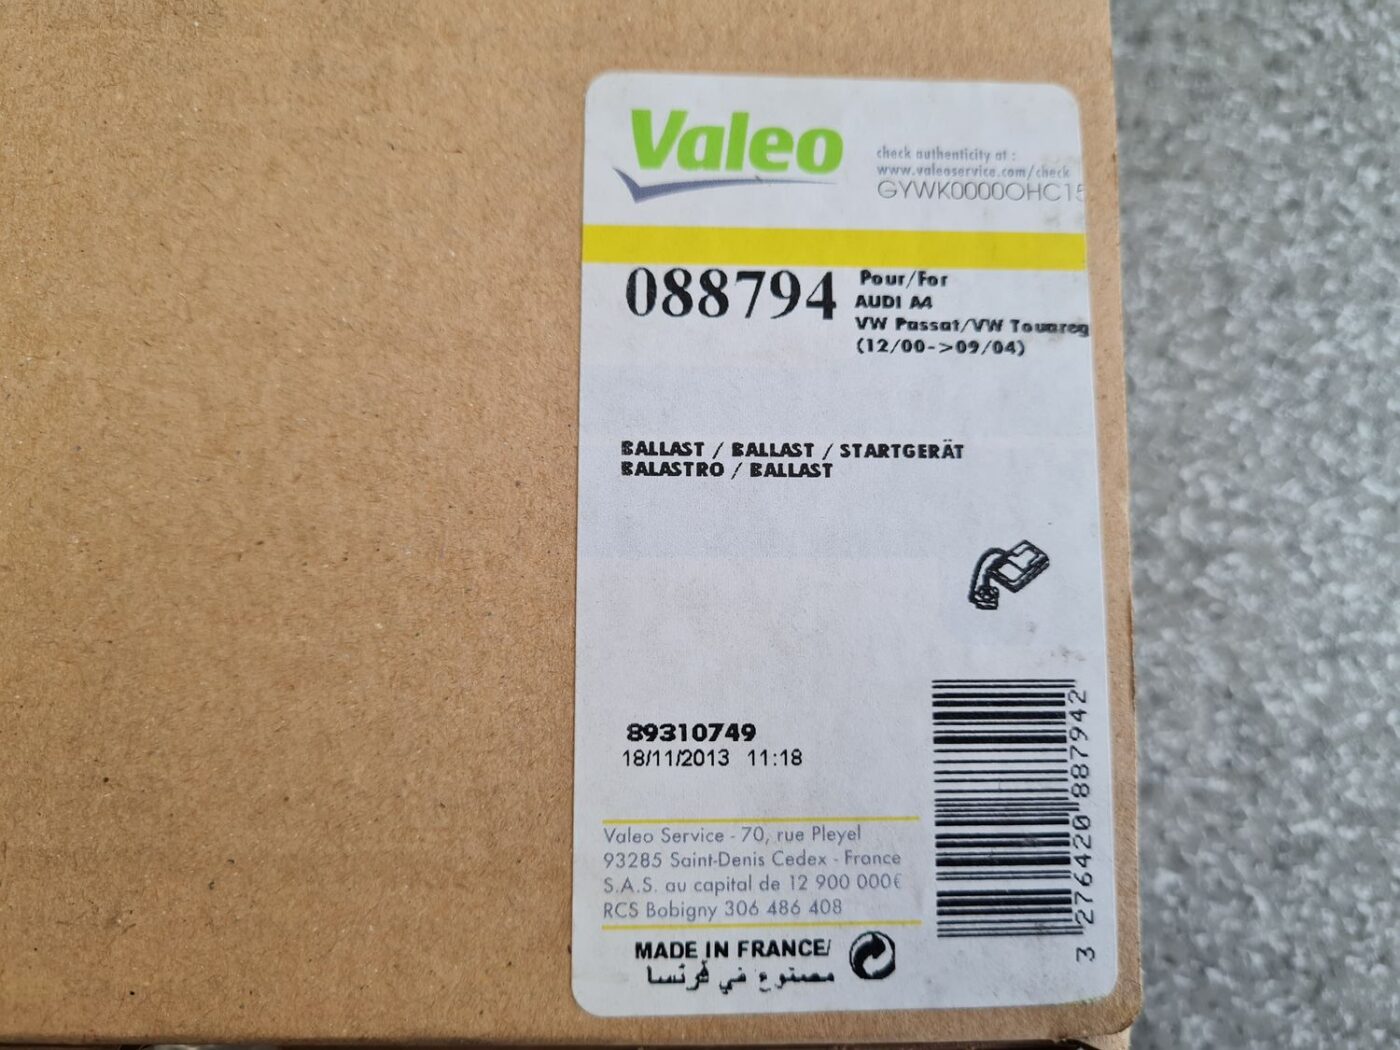 Valeo
check authenticity at :
www.valeoservice.com/check
GYWK0000OHC15
088794
Pour/For
AUDI A4
VW Passat/VW Touareg
(12/00->09/04)
BALLAST / BALLAST / STARTGERÄT
BALASTRO / BALLAST
89310749
18/11/2013 11:18
3 276420 887942
Valeo Service - 70, rue Pleyel
93285 Saint-Denis Cedex - France
S.A.S. au capital de 12 900 000€
RCS Bobigny 306 486 408
MADE IN FRANCE/
مصنوع في فرنسا